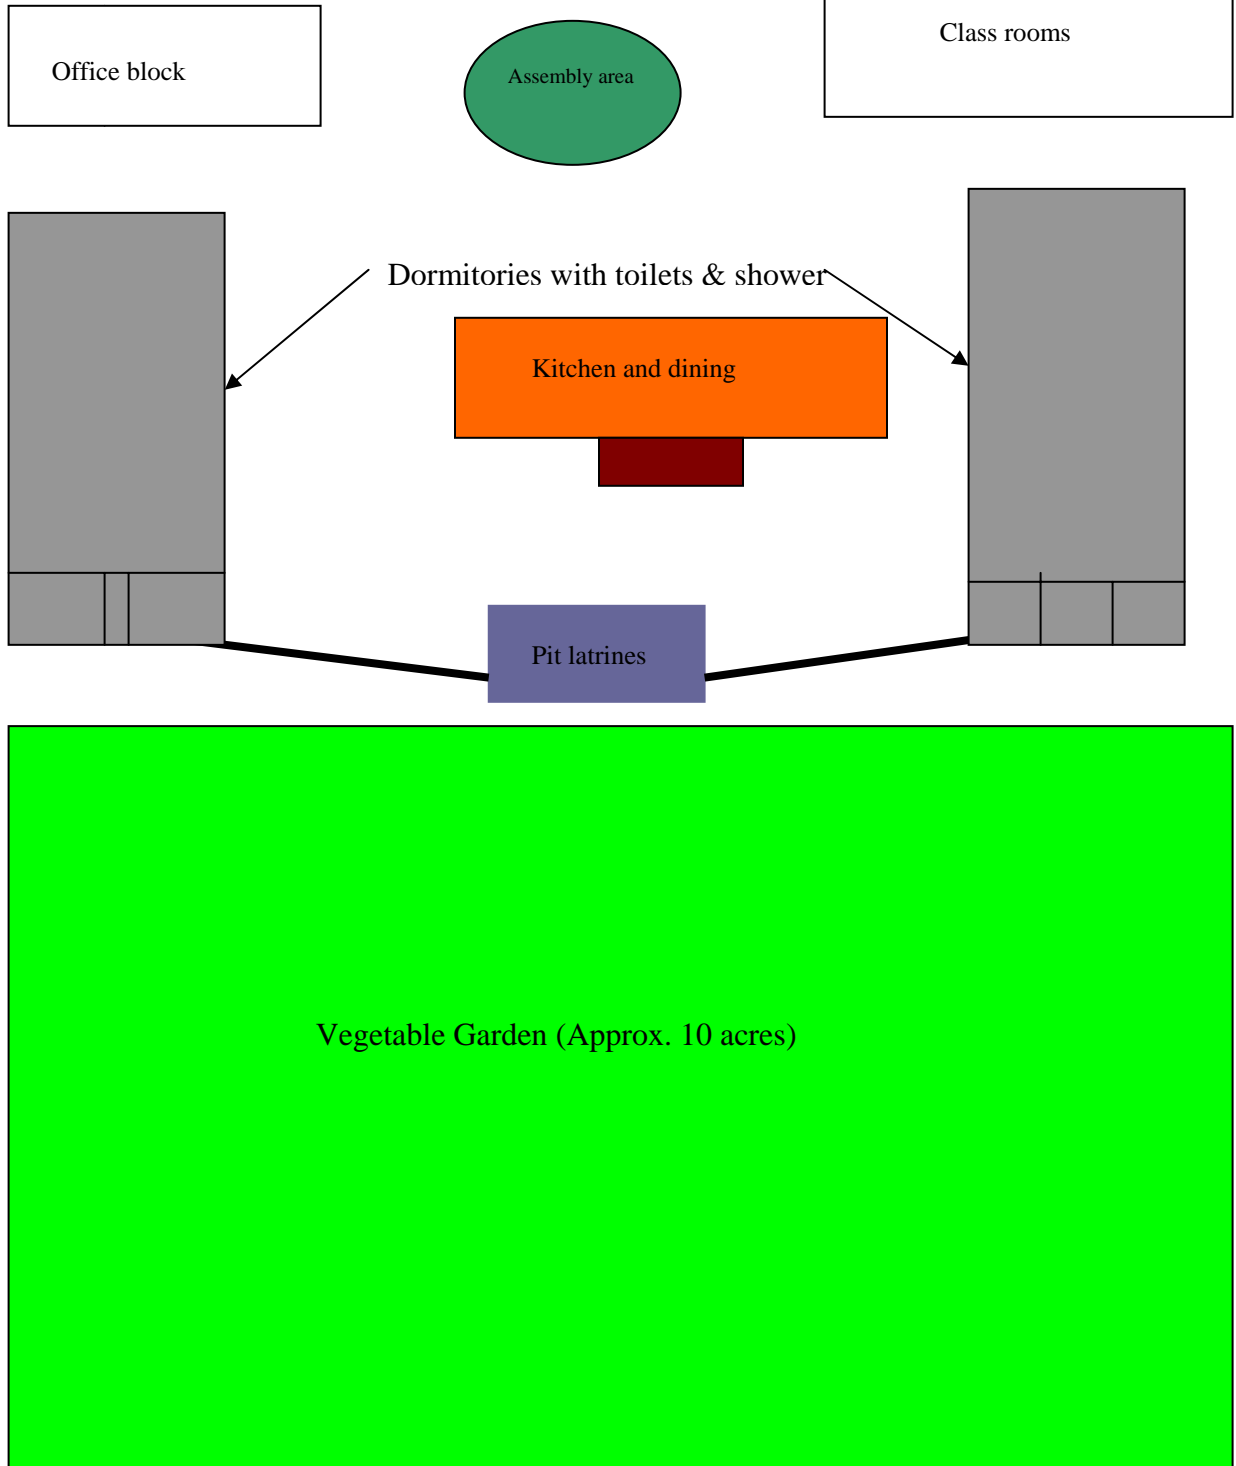 Class rooms
Office block
Assembly area
Dormitories with toilets & shower
Kitchen and dining
Pit latrines
Vegetable Garden (Approx. 10 acres)